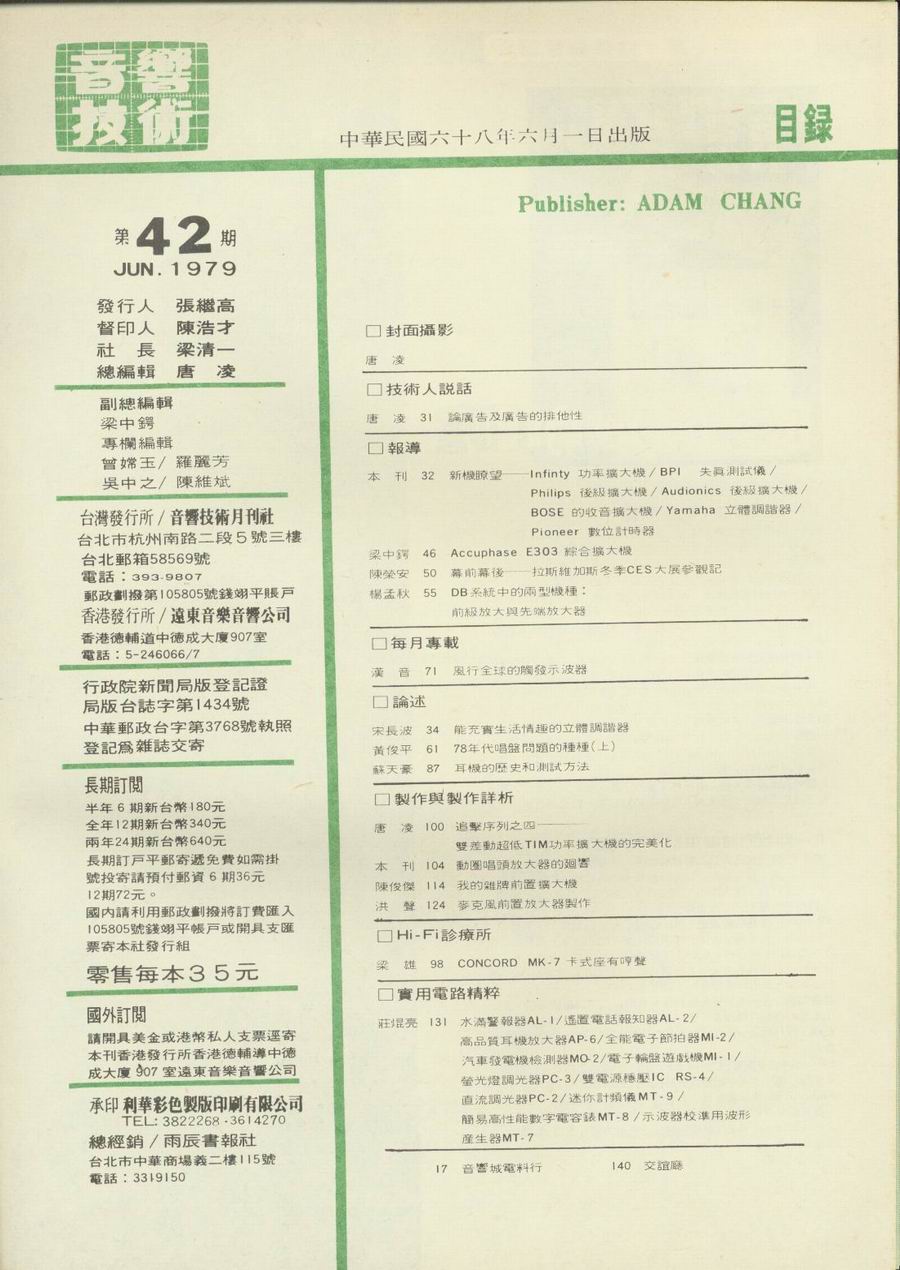 音響
技術
中華民國六十八年六月一日出版
目録
Publisher: ADAM CHANG
第42期
JUN. 1979
發行人 張繼高
督印人 陳浩才
社 長 梁清一
總編輯 唐 凌
副總編輯
梁中鍔
專欄編輯
曾嫦玉/ 羅麗芳
吳中之/ 陳維斌
台灣發行所/音響技術月刊社
台北市杭州南路二段5號三樓
台北郵箱58569號
電話:393-9807
郵政劃撥第105805號錢翊平賬戶
香港發行所/遠東音樂音響公司
香港德輔道中德成大廈907室
電話:5-246066/7
行政院新聞局版登記證
局版台誌字第1434號
中華郵政台字第3768號執照
登記爲雜誌交寄
長期訂閱
半年6期新台幣180元
全年12期新台幣340元
兩年24期新台幣640元
長期訂戶平郵寄遞免費如需掛
號投寄請預付郵資6期36元
12期72元。
國內請利用郵政劃撥將訂費匯入
105805號錢翊平帳戶或開具支匯
票寄本社發行組
零售每本35元
國外訂閱
請開具美金或港幣私人支票逕寄
本刊香港發行所香港德輔導中德
成大廈907室遠東音樂音響公司
承印利華彩色製版印刷有限公司
TEL: 3822268-3614270
總經銷/雨辰書報社
台北市中華商場義二樓115號
電話:3319150
□封面攝影
唐 凌
□技術人説話
唐 凌 31 論廣告及廣告的排他性
□報導
本 刊 32 新機瞭望——Infinty 功率擴大機/BPI 失眞測試儀/
Philips 後級擴大機/Audionics 後級擴大機/
BOSE 的收音擴大機/Yamaha 立體調諧器/
Pioneer 數位計時器
梁中鍔 46 Accuphase E303 綜合擴大機
陳榮安 50 幕前幕後——拉斯維加斯冬季CES大展參觀記
楊孟秋 55 DB系統中的兩型機種:
前級放大與先端放大器
□每月專載
漢 音 71 風行全球的觸發示波器
□論述
宋長波 34 能充實生活情趣的立體調諧器
黃俊平 61 78年代唱盤問題的種種(上)
蘇天豪 87 耳機的歷史和測試方法
□製作與製作詳析
唐 凌 100 追擊序列之四——
雙差動超低TIM功率擴大機的完美化
本 刊 104 動圈唱頭放大器的廻響
陳俊傑 114 我的雜牌前置擴大機
洪 聲 124 麥克風前置放大器製作
□Hi-Fi診療所
梁 雄 98 CONCORD MK-7 卡式座有哼聲
□實用電路精粹
莊焜亮 131 水滿警報器AL-1/遙置電話報知器AL-2/
高品質耳機放大器AP-6/全能電子節拍器MI-2/
汽車發電機檢測器MO-2/電子輪盤遊戲機MI-1/
螢光燈調光器PC-3/雙電源穩壓IC RS-4/
直流調光器PC-2/迷你計頻儀MT-9/
簡易高性能數字電容錶MT-8/示波器校準用波形
産生器MT-7
17 音響城電料行 140 交誼廳